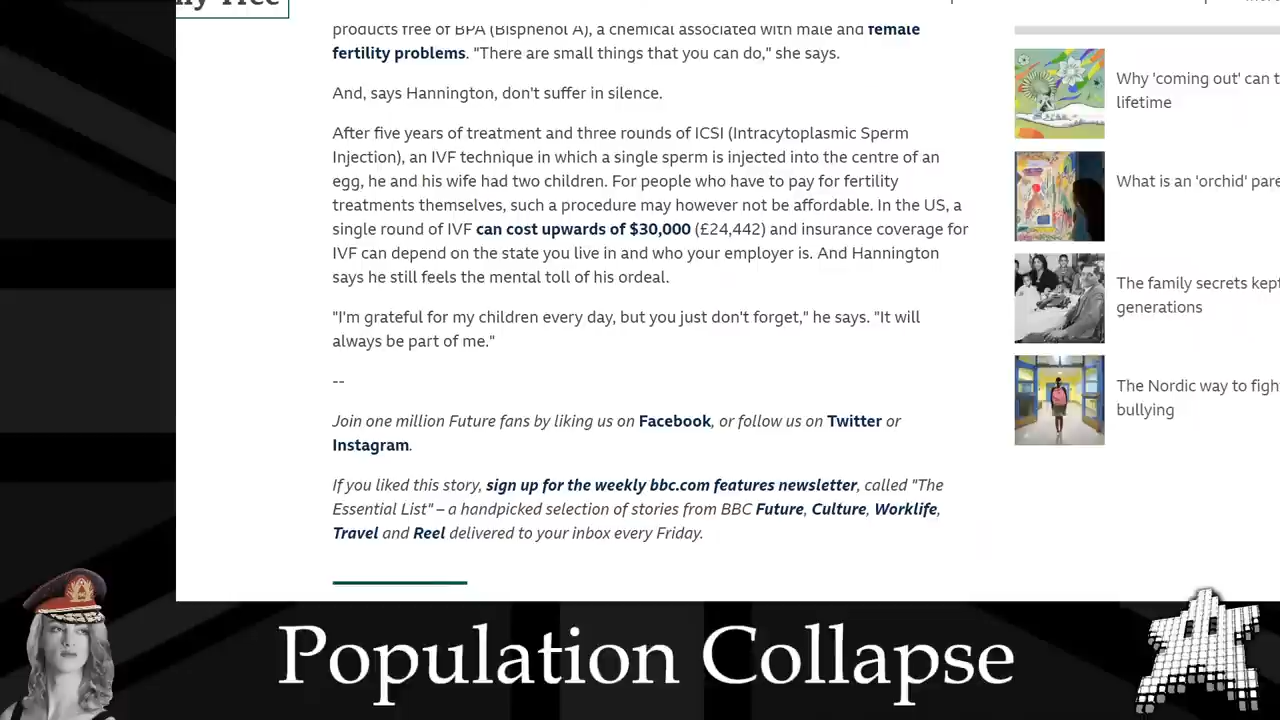 products free of BPA (Bisphenol A), a chemical associated with male and female
fertility problems. "There are small things that you can do," she says.
And, says Hannington, don't suffer in silence.
After five years of treatment and three rounds of ICSI (Intracytoplasmic Sperm
Injection), an IVF technique in which a single sperm is injected into the centre of an
egg, he and his wife had two children. For people who have to pay for fertility
treatments themselves, such a procedure may however not be affordable. In the US, a
single round of IVF can cost upwards of $30,000 (£24,442) and insurance coverage for
IVF can depend on the state you live in and who your employer is. And Hannington
says he still feels the mental toll of his ordeal.
"I'm grateful for my children every day, but you just don't forget," he says. "It will
always be part of me."
--
Join one million Future fans by liking us on Facebook, or follow us on Twitter or
Instagram.
If you liked this story, sign up for the weekly bbc.com features newsletter, called "The
Essential List" – a handpicked selection of stories from BBC Future, Culture, Worklife,
Travel and Reel delivered to your inbox every Friday.
Why 'coming out' can t
lifetime
What is an 'orchid' pare
The family secrets kept
generations
The Nordic way to figh
bullying
Population Collapse